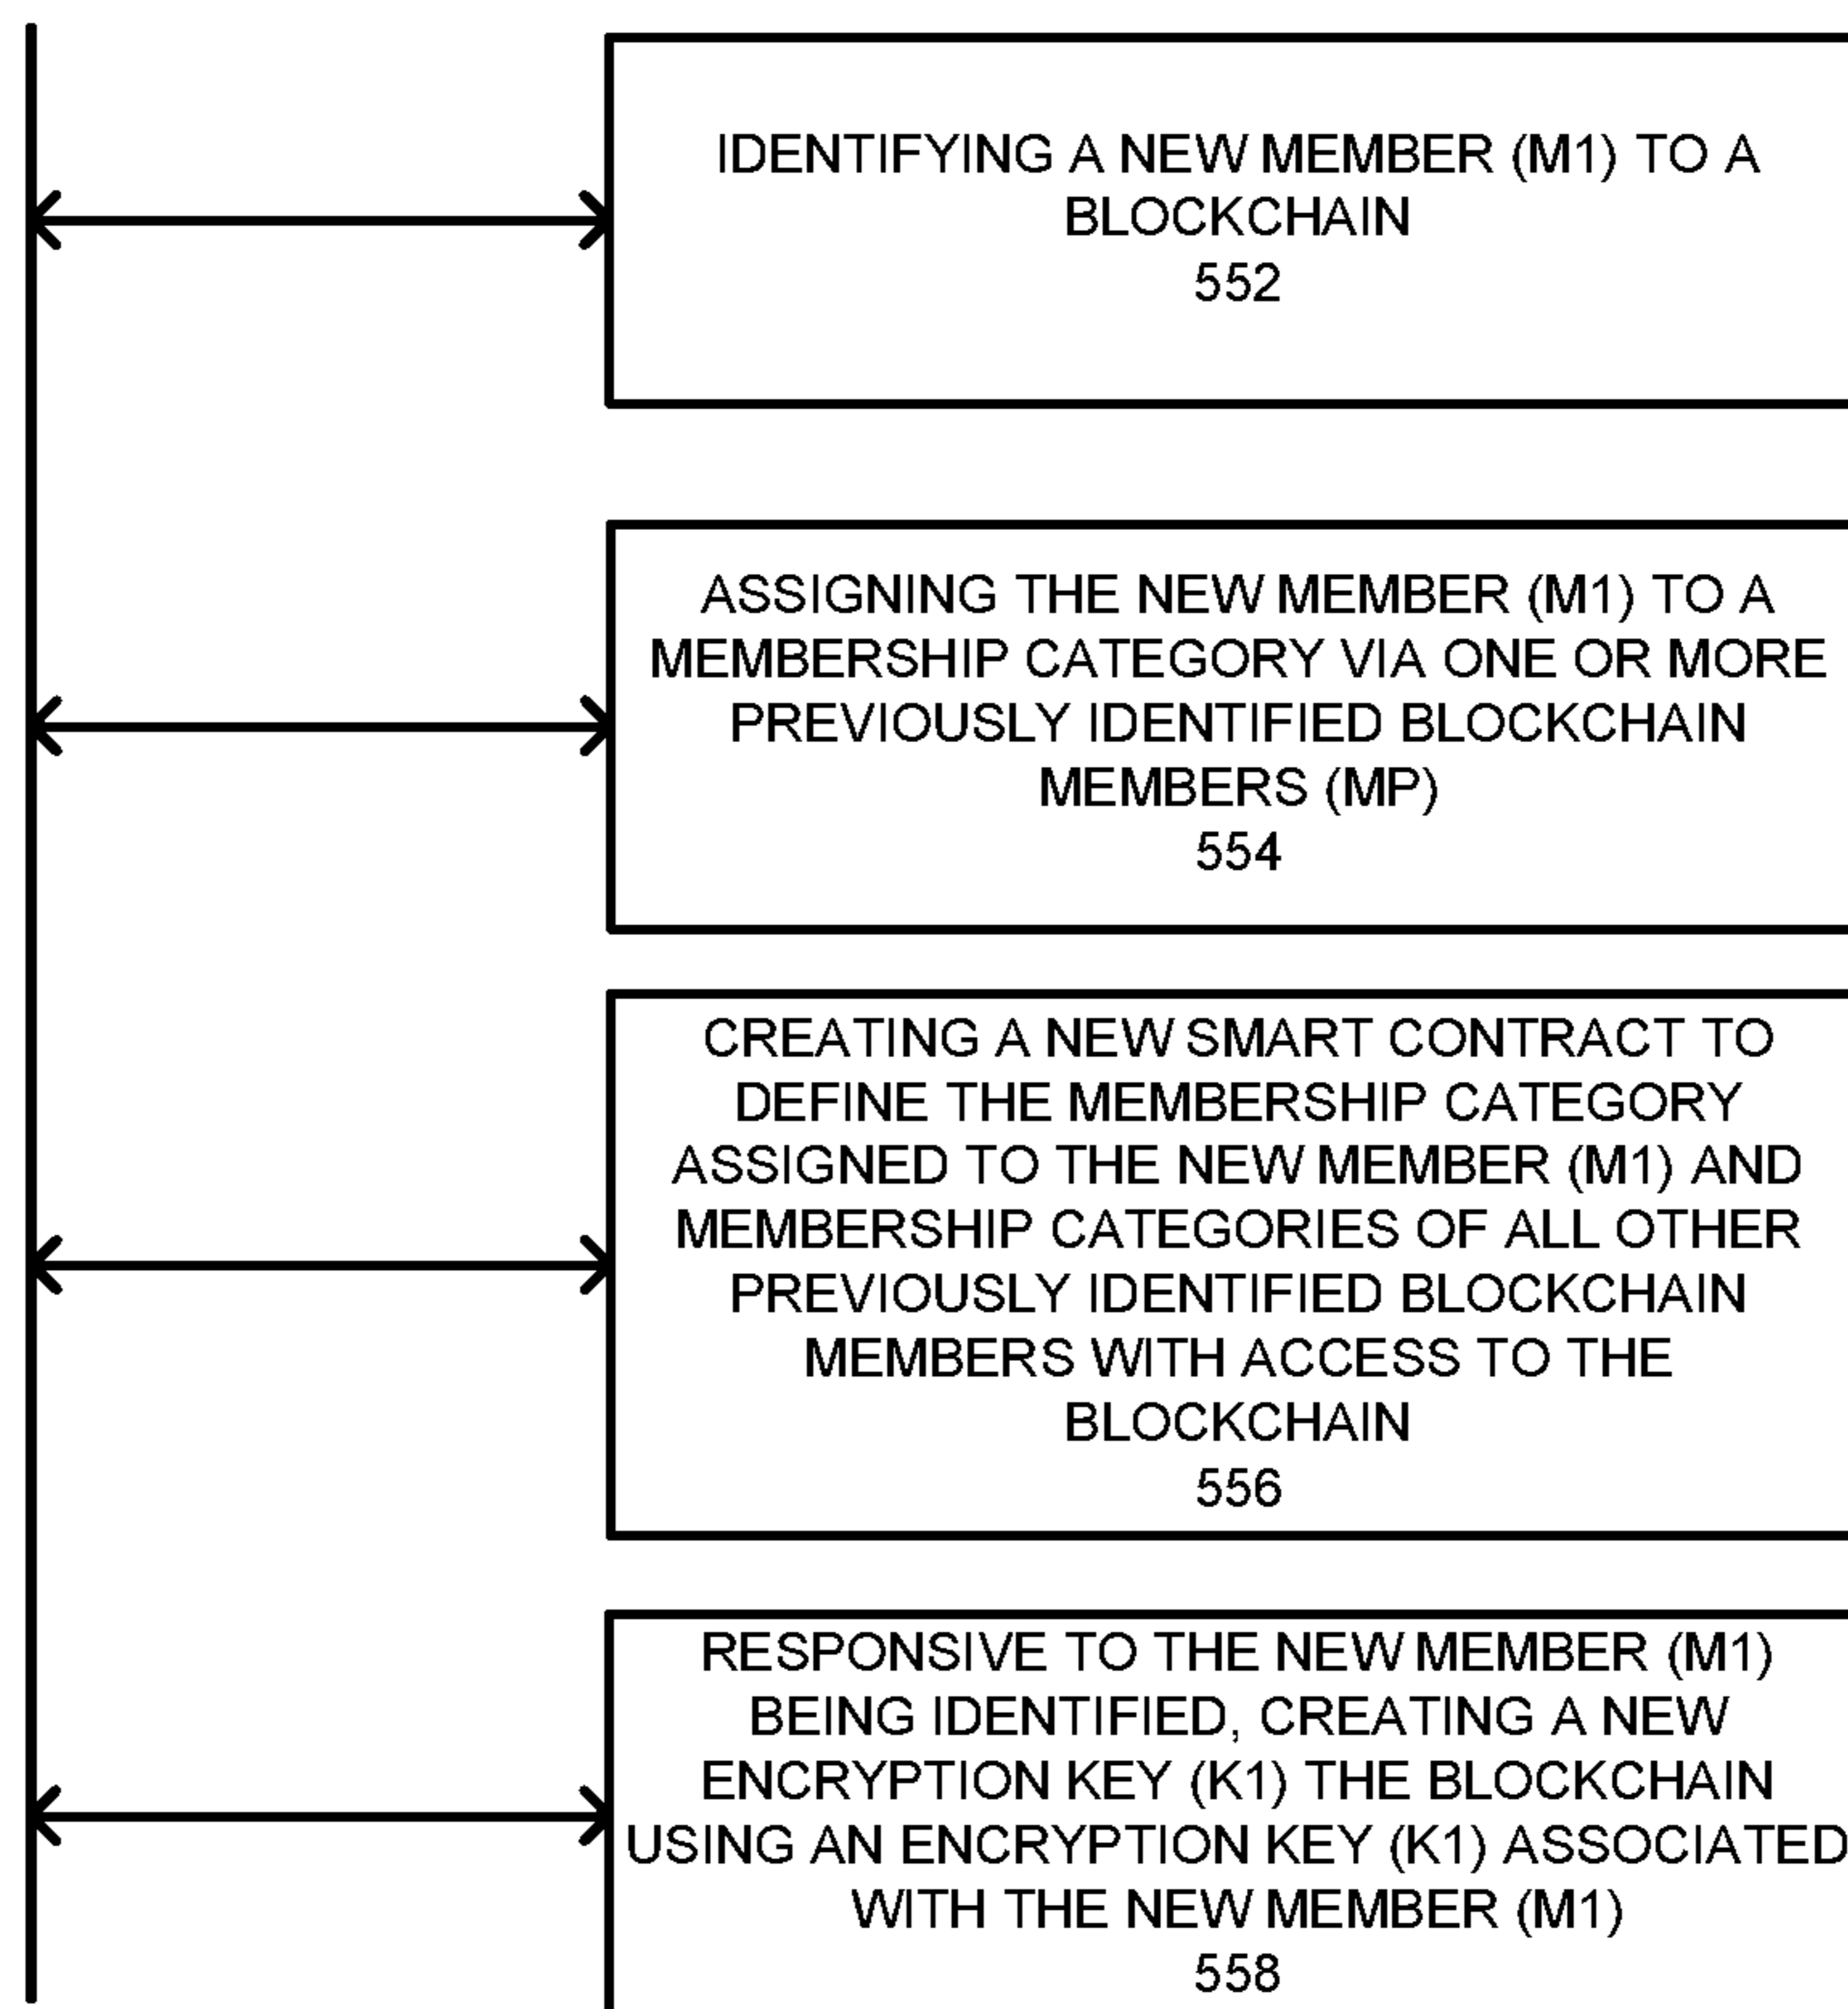 IDENTIFYING A NEW MEMBER (M1) TO A
BLOCKCHAIN
552
ASSIGNING THE NEW MEMBER (M1) TO A
MEMBERSHIP CATEGORY VIA ONE OR MORE
PREVIOUSLY IDENTIFIED BLOCKCHAIN
MEMBERS (MP)
554
CREATING A NEW SMART CONTRACT TO
DEFINE THE MEMBERSHIP CATEGORY
ASSIGNED TO THE NEW MEMBER (M1) AND
MEMBERSHIP CATEGORIES OF ALL OTHER
PREVIOUSLY IDENTIFIED BLOCKCHAIN
MEMBERS WITH ACCESS TO THE
BLOCKCHAIN
556
RESPONSIVE TO THE NEW MEMBER (M1)
BEING IDENTIFIED, CREATING A NEW
ENCRYPTION KEY (K1) THE BLOCKCHAIN
USING AN ENCRYPTION KEY (K1) ASSOCIATED
WITH THE NEW MEMBER (M1)
558